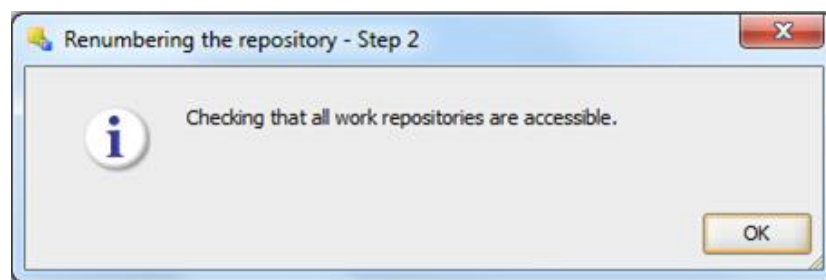 Renumbering the repository - Step 2
Checking that all work repositories are accessible.
OK